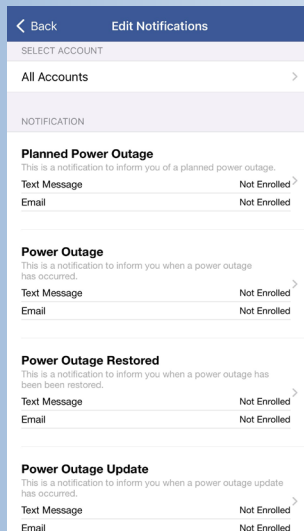 Back Edit Notifications
SELECT ACCOUNT
All Accounts
NOTIFICATION
Planned Power Outage
This is a notification to inform you of a planned power outage.
Text Message Not Enrolled
Email Not Enrolled
Power Outage
This is a notification to inform you when a power outage
has occurred.
Text Message Not Enrolled
Email Not Enrolled
Power Outage Restored
This is a notification to inform you when a power outage has
been been restored.
Text Message Not Enrolled
Email Not Enrolled
Power Outage Update
This is a notification to inform you when a power outage update
has occurred.
Text Message Not Enrolled
Email Not Enrolled